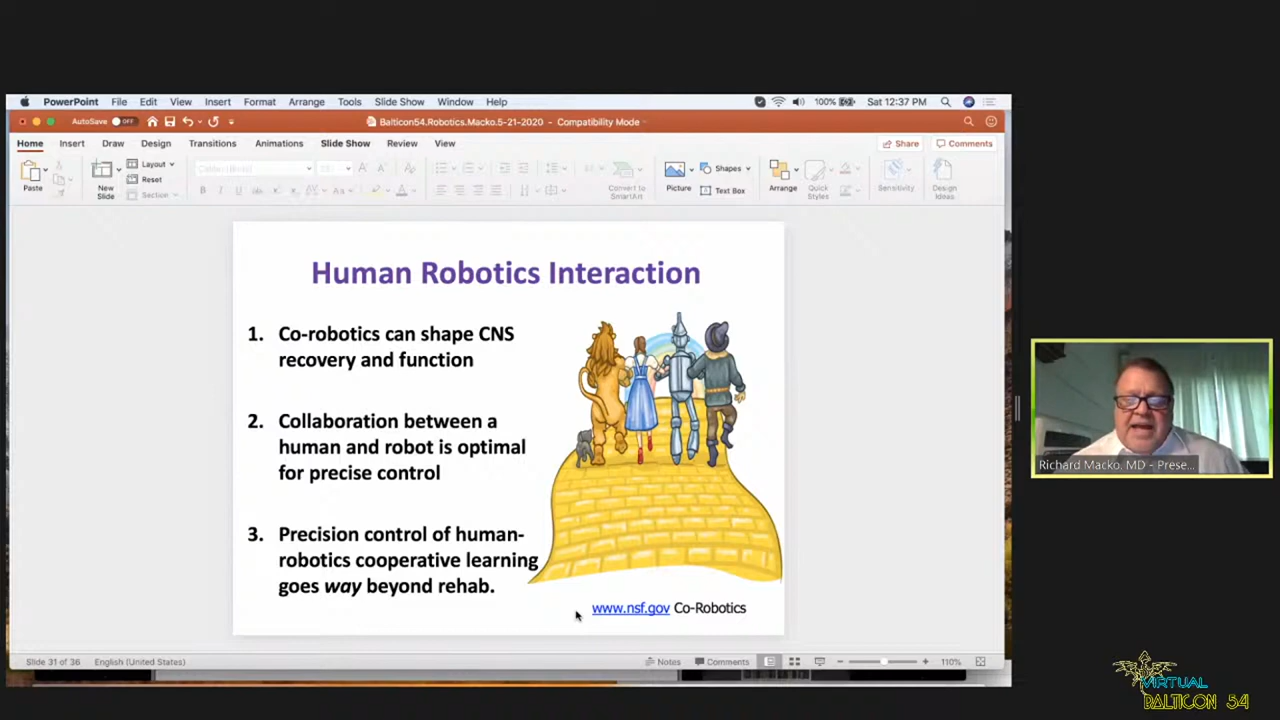 PowerPoint File Edit View Insert Format Arrange Tools Slide Show Window Help 100% Sat 12:37 PM
AutoSave OFF Balticon54.Robotics.Macko.5-21-2020 - Compatibility Mode
Home Insert Draw Design Transitions Animations Slide Show Review View Share Comments
Paste
New Slide
Layout
Reset
Section
Convert to SmartArt
Picture
Shapes
Text Box
Arrange
Quick Styles
Sensitivity
Design Ideas
Human Robotics Interaction
1. Co-robotics can shape CNS
recovery and function
2. Collaboration between a
human and robot is optimal
for precise control
3. Precision control of human-
robotics cooperative learning
goes way beyond rehab.
www.nsf.gov Co-Robotics
Richard Macko, MD - Prese...
Slide 31 of 36 English (United States) Notes Comments 110%
VIRTUAL
BALTICON 54